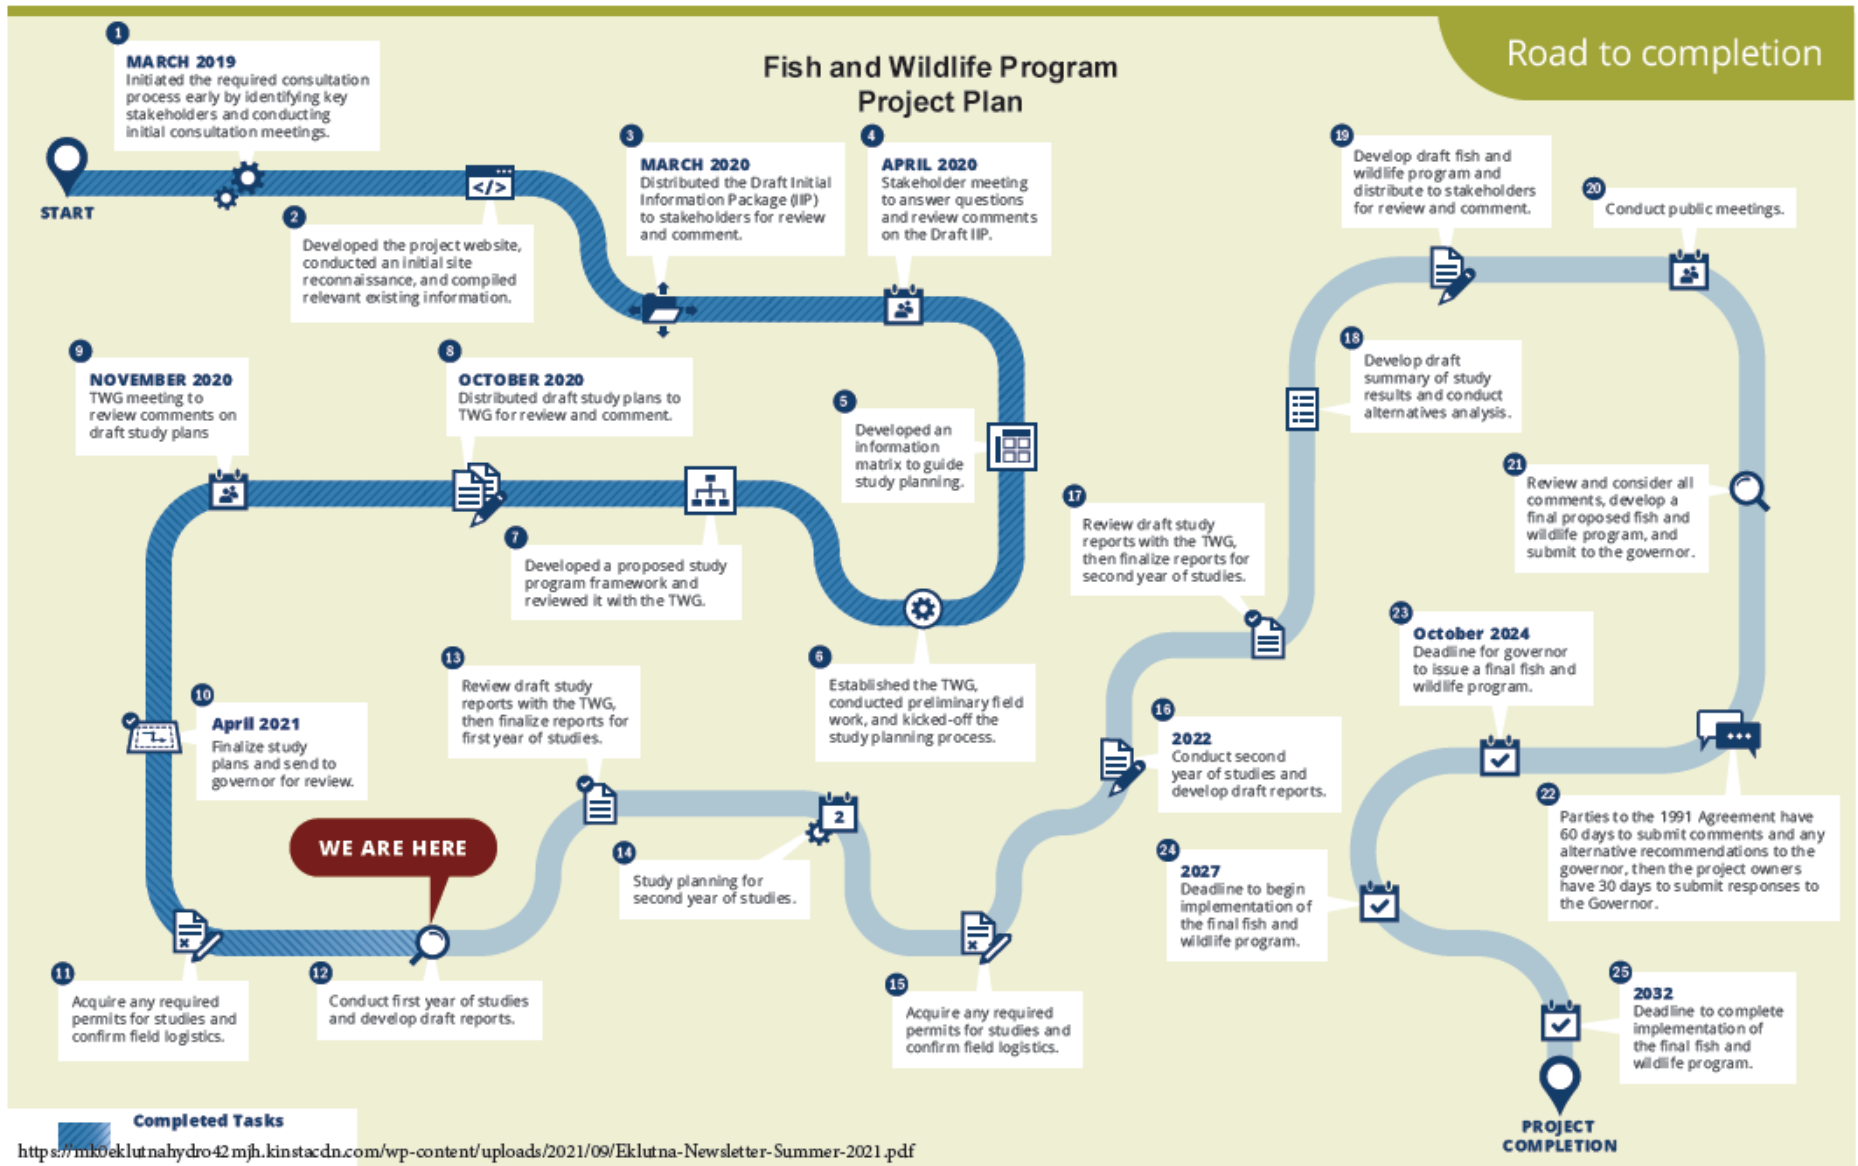 Road to completion
Fish and Wildlife Program
Project Plan
START
1
MARCH 2019
Initiated the required consultation
process early by identifying key
stakeholders and conducting
initial consultation meetings.
</>
2
Developed the project website,
conducted an initial site
reconnaissance, and compiled
relevant existing information.
3
MARCH 2020
Distributed the Draft Initial
Information Package (IIP)
to stakeholders for review
and comment.
4
APRIL 2020
Stakeholder meeting
to answer questions
and review comments
on the Draft IIP.
5
Developed an
information
matrix to guide
study planning.
6
Established the TWG,
conducted preliminary field
work, and kicked-off the
study planning process.
7
Developed a proposed study
program framework and
reviewed it with the TWG.
8
OCTOBER 2020
Distributed draft study plans to
TWG for review and comment.
9
NOVEMBER 2020
TWG meeting to
review comments on
draft study plans
10
April 2021
Finalize study
plans and send to
governor for review.
11
Acquire any required
permits for studies and
confirm field logistics.
WE ARE HERE
12
Conduct first year of studies
and develop draft reports.
13
Review draft study
reports with the TWG,
then finalize reports for
first year of studies.
2
14
Study planning for
second year of studies.
15
Acquire any required
permits for studies and
confirm field logistics.
16
2022
Conduct second
year of studies and
develop draft reports.
17
Review draft study
reports with the TWG,
then finalize reports for
second year of studies.
18
Develop draft
summary of study
results and conduct
alternatives analysis.
19
Develop draft fish and
wildlife program and
distribute to stakeholders
for review and comment.
20
Conduct public meetings.
21
Review and consider all
comments, develop a
final proposed fish and
wildlife program, and
submit to the governor.
22
Parties to the 1991 Agreement have
60 days to submit comments and any
alternative recommendations to the
governor, then the project owners
have 30 days to submit responses to
the Governor.
23
October 2024
Deadline for governor
to issue a final fish and
wildlife program.
24
2027
Deadline to begin
implementation of
the final fish and
wildlife program.
25
2032
Deadline to complete
implementation of
the final fish and
wildlife program.
PROJECT
COMPLETION
Completed Tasks
https://mk0eklutnahydro42mjh.kinstacdn.com/wp-content/uploads/2021/09/Eklutna-Newsletter-Summer-2021.pdf